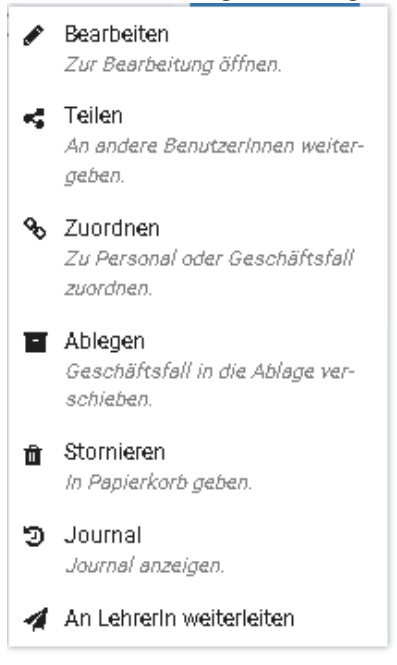 Bearbeiten
Zur Bearbeitung öffnen.
Teilen
An andere BenutzerInnen weiter-
geben.
Zuordnen
Zu Personal oder Geschäftsfall
zuordnen.
Ablegen
Geschäftsfall in die Ablage ver-
schieben.
Stornieren
In Papierkorb geben.
Journal
Journal anzeigen.
An LehrerIn weiterleiten